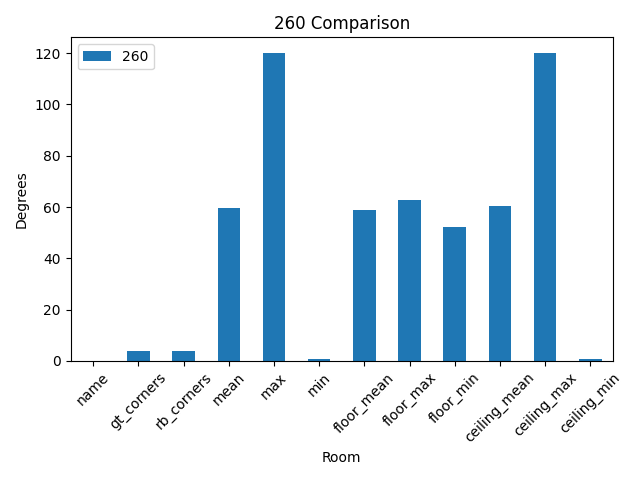 260 Comparison
260
120
100
80
60
40
20
0
Degrees
name
gt_corners
rb_corners
mean
max
min
floor_mean
floor_max
floor_min
ceiling_mean
ceiling_max
ceiling_min
Room